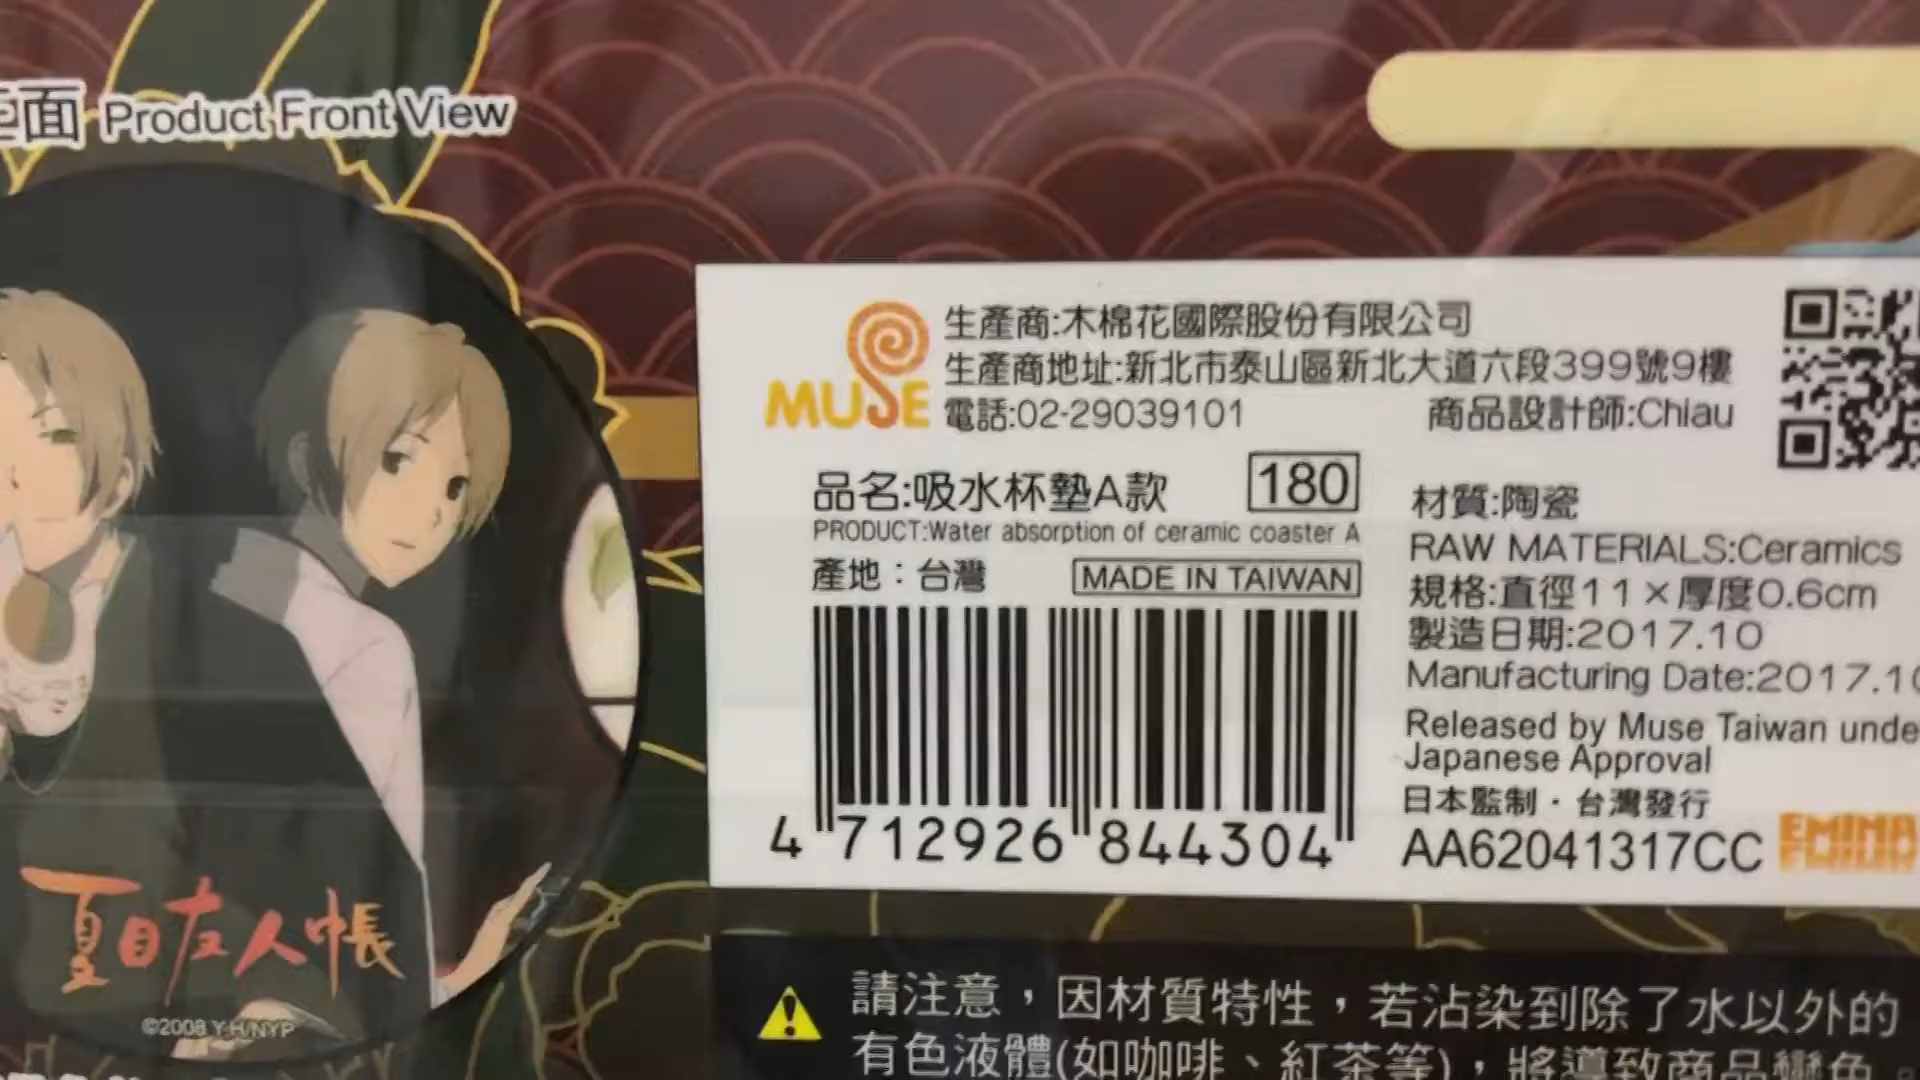 面 Product Front View
MUSE
生產商:木棉花國際股份有限公司
生產商地址:新北市泰山區新北大道六段399號9樓
電話:02-29039101 商品設計師:Chiau
品名:吸水杯墊A款 180
PRODUCT:Water absorption of ceramic coaster A
產地：台灣 MADE IN TAIWAN
4 712926 844304
材質:陶瓷
RAW MATERIALS:Ceramics
規格:直徑11×厚度0.6cm
製造日期:2017.10
Manufacturing Date:2017.10
Released by Muse Taiwan unde
Japanese Approval
日本監制・台灣發行
AA62041317CC
夏目友人帳
©2008 Y.H/NYP
請注意，因材質特性，若沾染到除了水以外的
有色液體(如咖啡、紅茶等)，將導致商品變色